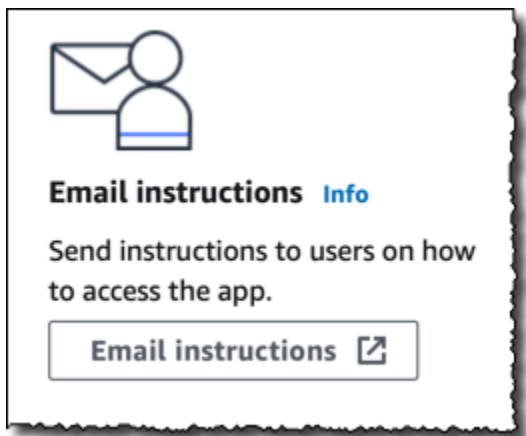 Email instructions Info
Send instructions to users on how
to access the app.
Email instructions